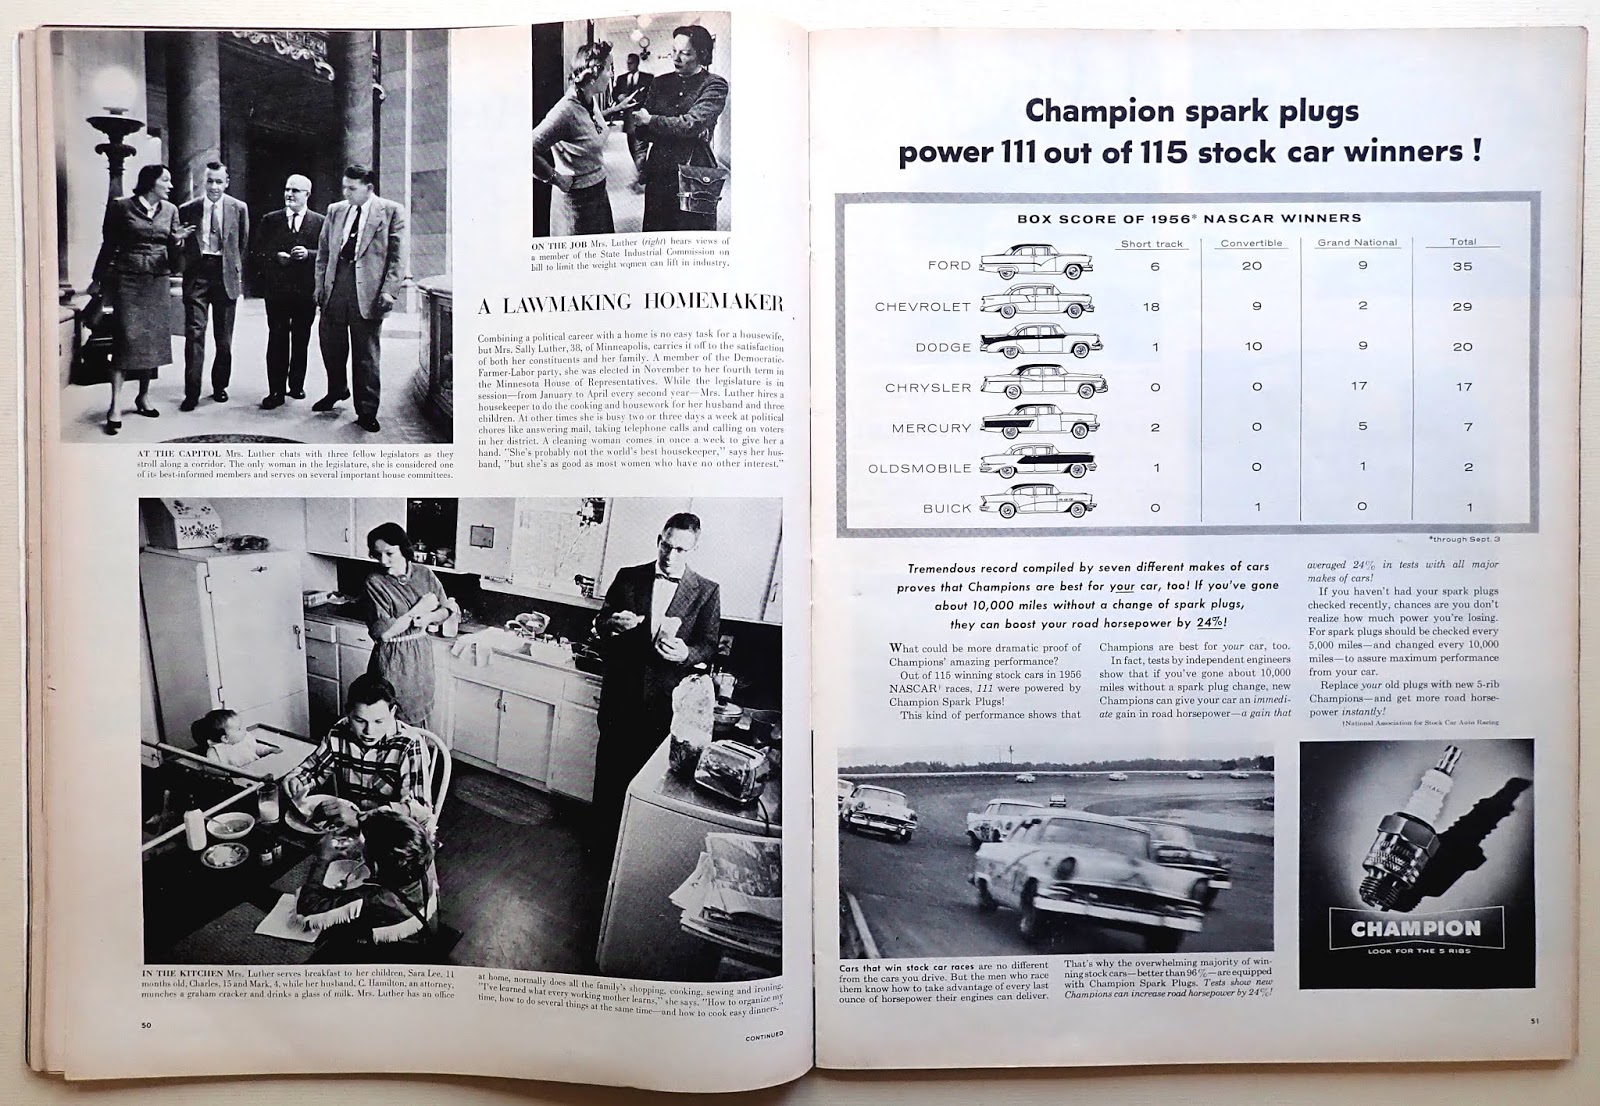 ON THE JOB Mrs. Luther (right) hears views of
a member of the State Industrial Commission on
bill to limit the weight women can lift in industry.
A LAWMAKING HOMEMAKER
Combining a political career with a home is no easy task for a housewife,
but Mrs. Sally Luther, 38, of Minneapolis, carries it off to the satisfaction
of both her constituents and her family. A member of the Democratic-
Farmer-Labor party, she was elected in November to her fourth term in
the Minnesota House of Representatives. While the legislature is in
session—from January to April every second year—Mrs. Luther hires a
housekeeper to do the cooking and housework for her husband and three
children. At other times she is busy two or three days a week at political
chores like answering mail, taking telephone calls and calling on voters
in her district. A cleaning woman comes in once a week to give her a
hand. "She's probably not the world's best housekeeper," says her hus-
band, "but she's as good as most women who have no other interest."
AT THE CAPITOL Mrs. Luther chats with three fellow legislators as they
stroll along a corridor. The only woman in the legislature, she is considered one
of its best-informed members and serves on several important house committees.
IN THE KITCHEN Mrs. Luther serves breakfast to her children, Sara Lee, 11
months old, Charles, 15 and Mark, 4, while her husband, C. Hamilton, an attorney,
munches a graham cracker and drinks a glass of milk. Mrs. Luther has an office
at home, normally does all the family's shopping, cooking, sewing and ironing.
"I've learned what every working mother learns," she says. "How to organize my
time, how to do several things at the same time—and how to cook easy dinners."
50
CONTINUED
Champion spark plugs
power 111 out of 115 stock car winners!
BOX SCORE OF 1956* NASCAR WINNERS
Short track Convertible Grand National Total
FORD 6 20 9 35
CHEVROLET 18 9 2 29
DODGE 1 10 9 20
CHRYSLER 0 0 17 17
MERCURY 2 0 5 7
OLDSMOBILE 1 0 1 2
BUICK 0 1 0 1
*through Sept. 3
Tremendous record compiled by seven different makes of cars
proves that Champions are best for your car, too! If you've gone
about 10,000 miles without a change of spark plugs,
they can boost your road horsepower by 24%!
What could be more dramatic proof of
Champions' amazing performance?
Out of 115 winning stock cars in 1956
NASCAR† races, 111 were powered by
Champion Spark Plugs!
This kind of performance shows that
Champions are best for your car, too.
In fact, tests by independent engineers
show that if you've gone about 10,000
miles without a spark plug change, new
Champions can give your car an immedi-
ate gain in road horsepower—a gain that
averaged 24% in tests with all major
makes of cars!
If you haven't had your spark plugs
checked recently, chances are you don't
realize how much power you're losing.
For spark plugs should be checked every
5,000 miles—and changed every 10,000
miles—to assure maximum performance
from your car.
Replace your old plugs with new 5-rib
Champions—and get more road horse-
power instantly!
†National Association for Stock Car Auto Racing
Cars that win stock car races are no different
from the cars you drive. But the men who race
them know how to take advantage of every last
ounce of horsepower their engines can deliver.
That's why the overwhelming majority of win-
ning stock cars—better than 96%—are equipped
with Champion Spark Plugs. Tests show new
Champions can increase road horsepower by 24%!
CHAMPION
LOOK FOR THE 5 RIBS
51